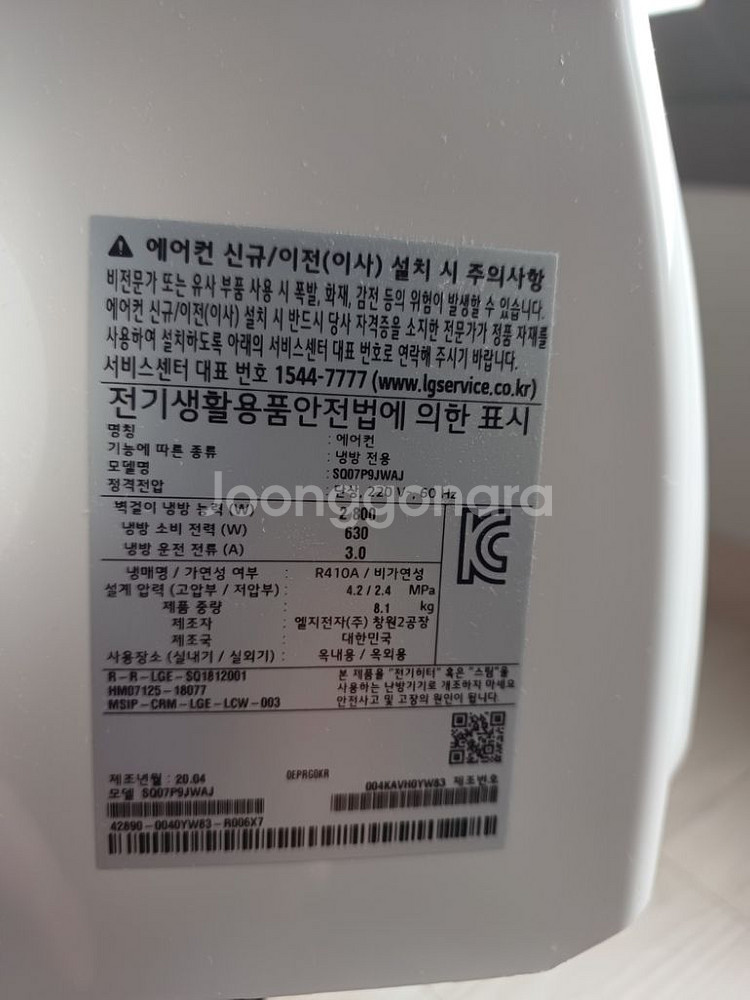 ⚠ 에어컨 신규/이전(이사) 설치 시 주의사항
비전문가 또는 유사 부품 사용 시 폭발, 화재, 감전 등의 위험이 발생할 수 있습니다.
에어컨 신규/이전(이사) 설치 시 반드시 당사 자격증을 소지한 전문가가 정품 자재를
사용하여 설치하도록 아래의 서비스센터 대표 번호로 연락해 주시기 바랍니다.
서비스센터 대표 번호 1544-7777 (www.lgservice.co.kr)
전기생활용품안전법에 의한 표시
명칭 : 에어컨
기능에 따른 종류 : 냉방 전용
모델명 : SQ07P9JWAJ
정격전압 : 단상, 220 V~, 60 Hz
loonggongara
벽걸이 냉방 능력 (W) 2 800
냉방 소비 전력 (W) 630
냉방 운전 전류 (A) 3.0
냉매명 / 가연성 여부 : R410A / 비가연성
설계 압력 (고압부 / 저압부) : 4.2 / 2.4 MPa
제품 중량 : 8.1 kg
제조자 : 엘지전자(주) 창원2공장
제조국 : 대한민국
사용장소 (실내기 / 실외기) : 옥내용 / 옥외용
R-R-LGE-SQ1812001
HM07125-18077
MSIP-CRM-LGE-LCW-003
본 제품을 "전기히터" 혹은 "스팀"을
사용하는 난방기기로 개조하지 마세요
안전사고 및 고장의 원인이 됩니다.
제조년월 : 20.04
0EPRG0KR
모델 SQ07P9JWAJ
004KAVH0YW83 제조번호
42890-0040YW83-R006X7